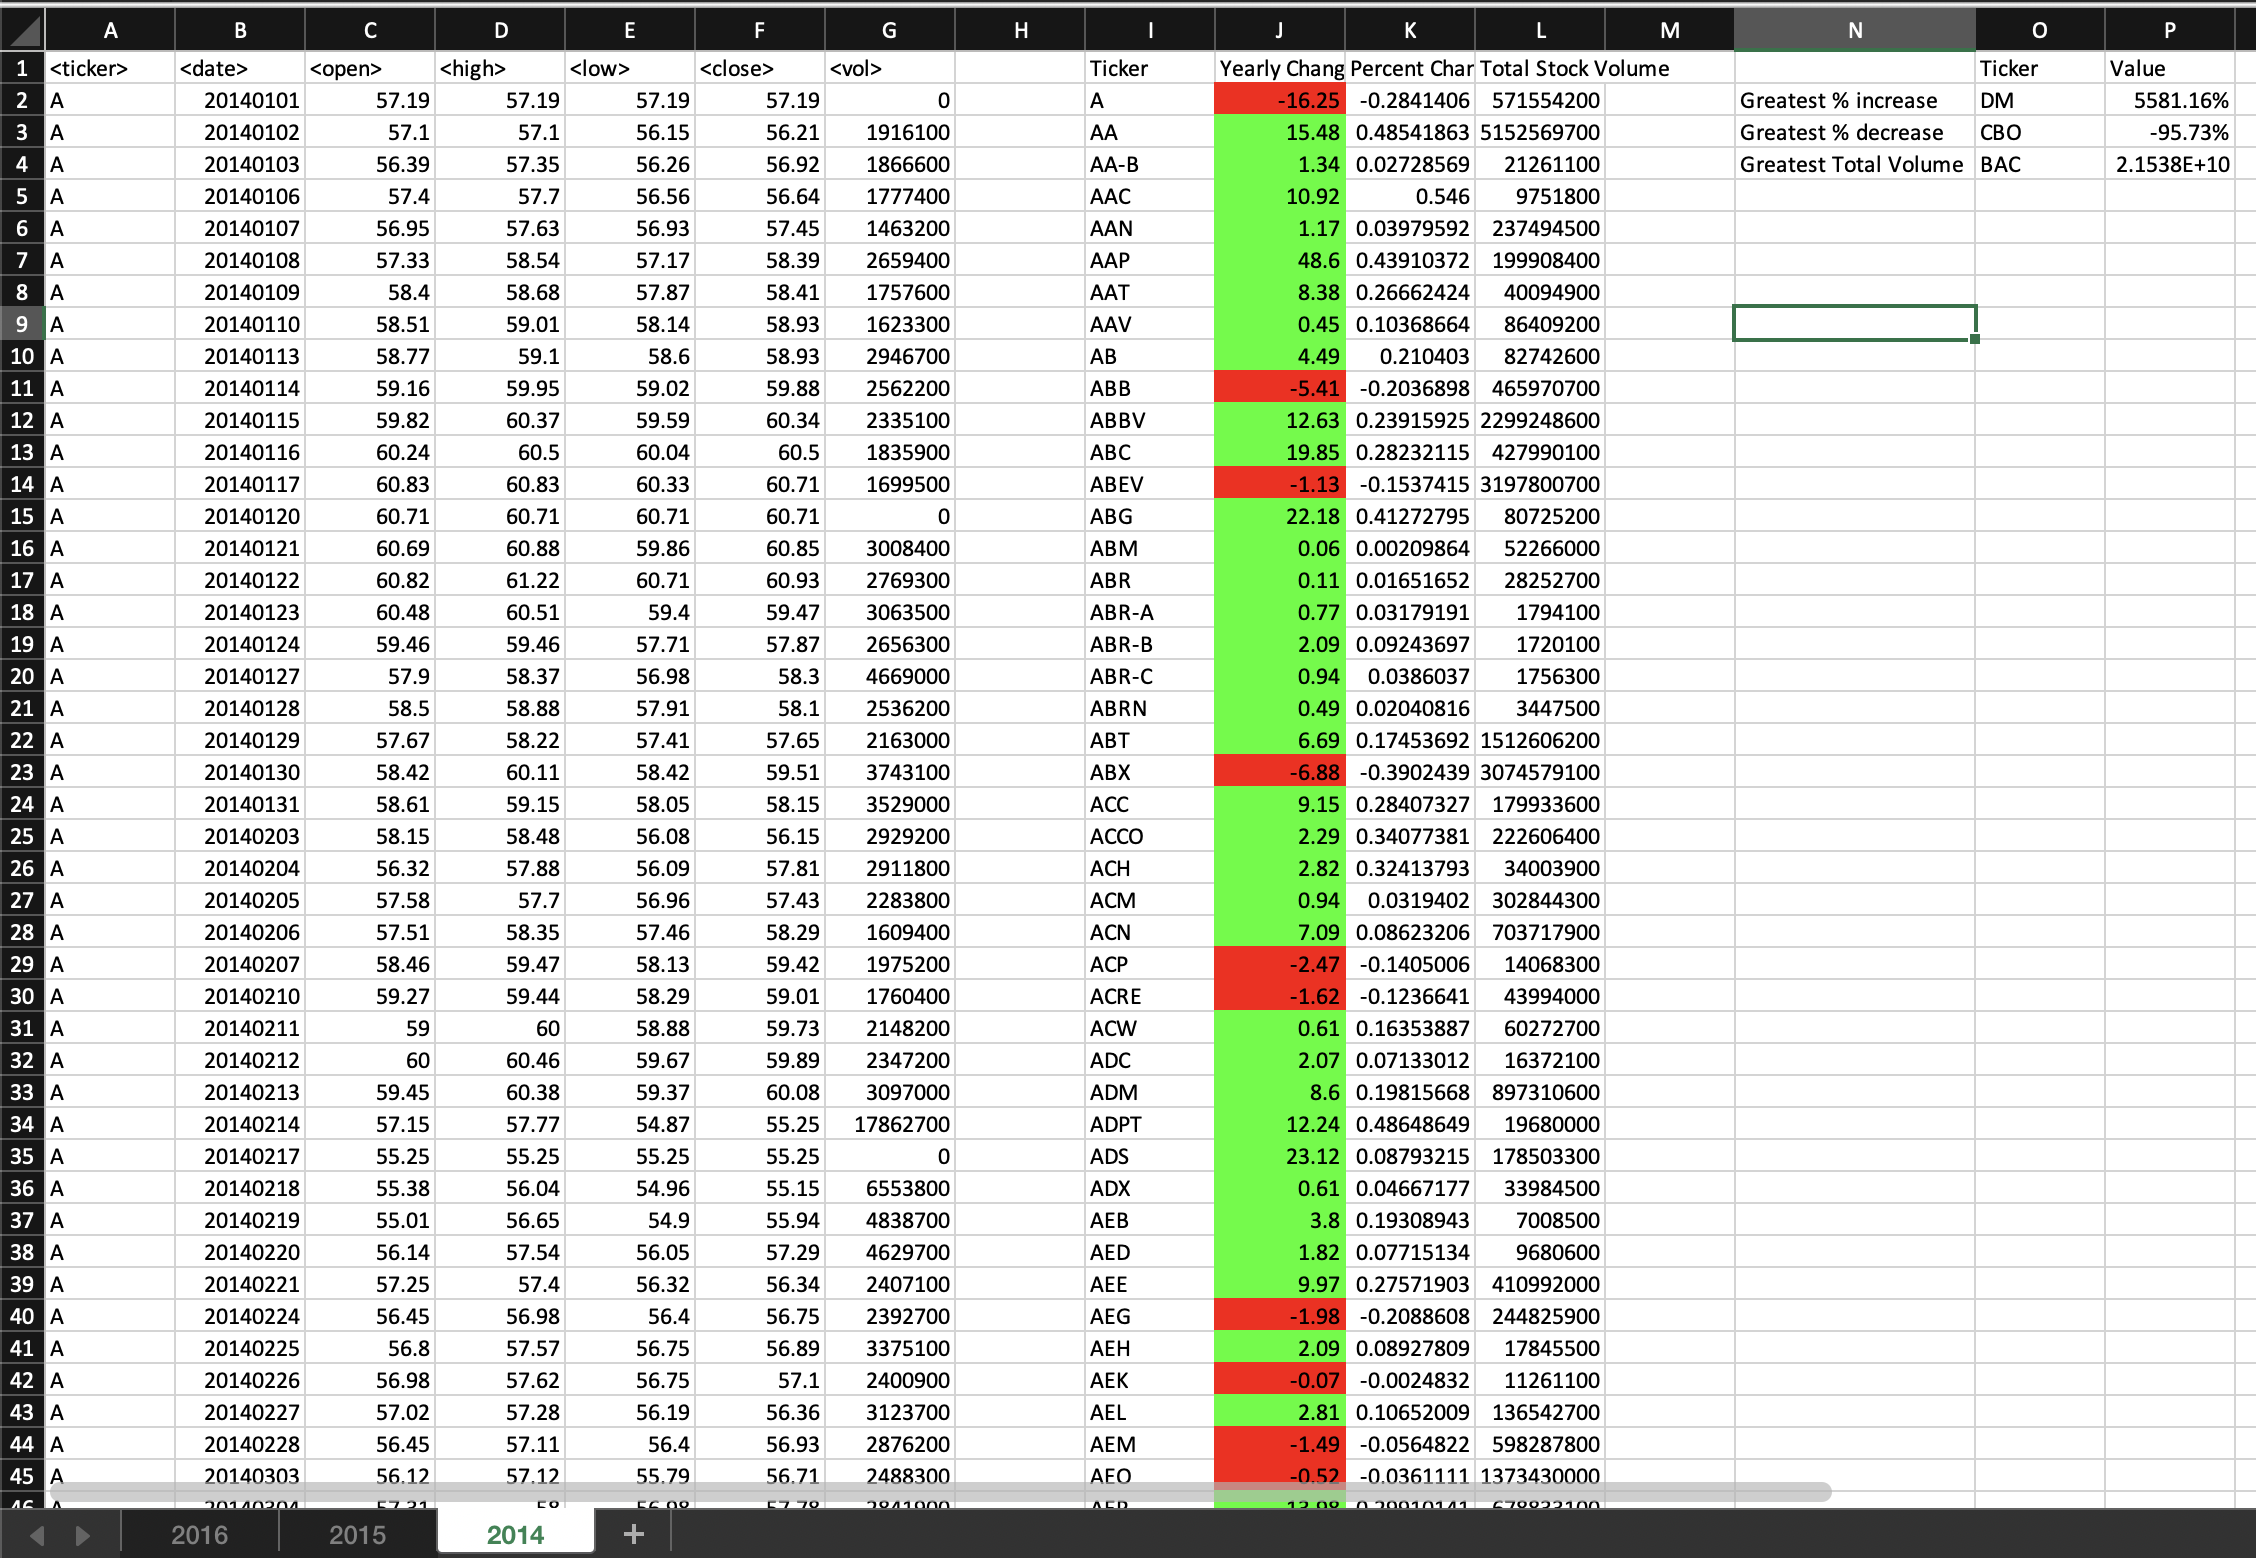 A B C D E F G H I J K L M N O P
1 <ticker> <date> <open> <high> <low> <close> <vol> Ticker Yearly Chang Percent Char Total Stock Volume Ticker Value
2 A 20140101 57.19 57.19 57.19 57.19 0 A -16.25 -0.2841406 571554200 Greatest % increase DM 5581.16%
3 A 20140102 57.1 57.1 56.15 56.21 1916100 AA 15.48 0.48541863 5152569700 Greatest % decrease CBO -95.73%
4 A 20140103 56.39 57.35 56.26 56.92 1866600 AA-B 1.34 0.02728569 21261100 Greatest Total Volume BAC 2.1538E+10
5 A 20140106 57.4 57.7 56.56 56.64 1777400 AAC 10.92 0.546 9751800
6 A 20140107 56.95 57.63 56.93 57.45 1463200 AAN 1.17 0.03979592 237494500
7 A 20140108 57.33 58.54 57.17 58.39 2659400 AAP 48.6 0.43910372 199908400
8 A 20140109 58.4 58.68 57.87 58.41 1757600 AAT 8.38 0.26662424 40094900
9 A 20140110 58.51 59.01 58.14 58.93 1623300 AAV 0.45 0.10368664 86409200
10 A 20140113 58.77 59.1 58.6 58.93 2946700 AB 4.49 0.210403 82742600
11 A 20140114 59.16 59.95 59.02 59.88 2562200 ABB -5.41 -0.2036898 465970700
12 A 20140115 59.82 60.37 59.59 60.34 2335100 ABBV 12.63 0.23915925 2299248600
13 A 20140116 60.24 60.5 60.04 60.5 1835900 ABC 19.85 0.28232115 427990100
14 A 20140117 60.83 60.83 60.33 60.71 1699500 ABEV -1.13 -0.1537415 3197800700
15 A 20140120 60.71 60.71 60.71 60.71 0 ABG 22.18 0.41272795 80725200
16 A 20140121 60.69 60.88 59.86 60.85 3008400 ABM 0.06 0.00209864 52266000
17 A 20140122 60.82 61.22 60.71 60.93 2769300 ABR 0.11 0.01651652 28252700
18 A 20140123 60.48 60.51 59.4 59.47 3063500 ABR-A 0.77 0.03179191 1794100
19 A 20140124 59.46 59.46 57.71 57.87 2656300 ABR-B 2.09 0.09243697 1720100
20 A 20140127 57.9 58.37 56.98 58.3 4669000 ABR-C 0.94 0.0386037 1756300
21 A 20140128 58.5 58.88 57.91 58.1 2536200 ABRN 0.49 0.02040816 3447500
22 A 20140129 57.67 58.22 57.41 57.65 2163000 ABT 6.69 0.17453692 1512606200
23 A 20140130 58.42 60.11 58.42 59.51 3743100 ABX -6.88 -0.3902439 3074579100
24 A 20140131 58.61 59.15 58.05 58.15 3529000 ACC 9.15 0.28407327 179933600
25 A 20140203 58.15 58.48 56.08 56.15 2929200 ACCO 2.29 0.34077381 222606400
26 A 20140204 56.32 57.88 56.09 57.81 2911800 ACH 2.82 0.32413793 34003900
27 A 20140205 57.58 57.7 56.96 57.43 2283800 ACM 0.94 0.0319402 302844300
28 A 20140206 57.51 58.35 57.46 58.29 1609400 ACN 7.09 0.08623206 703717900
29 A 20140207 58.46 59.47 58.13 59.42 1975200 ACP -2.47 -0.1405006 14068300
30 A 20140210 59.27 59.44 58.29 59.01 1760400 ACRE -1.62 -0.1236641 43994000
31 A 20140211 59 60 58.88 59.73 2148200 ACW 0.61 0.16353887 60272700
32 A 20140212 60 60.46 59.67 59.89 2347200 ADC 2.07 0.07133012 16372100
33 A 20140213 59.45 60.38 59.37 60.08 3097000 ADM 8.6 0.19815668 897310600
34 A 20140214 57.15 57.77 54.87 55.25 17862700 ADPT 12.24 0.48648649 19680000
35 A 20140217 55.25 55.25 55.25 55.25 0 ADS 23.12 0.08793215 178503300
36 A 20140218 55.38 56.04 54.96 55.15 6553800 ADX 0.61 0.04667177 33984500
37 A 20140219 55.01 56.65 54.9 55.94 4838700 AEB 3.8 0.19308943 7008500
38 A 20140220 56.14 57.54 56.05 57.29 4629700 AED 1.82 0.07715134 9680600
39 A 20140221 57.25 57.4 56.32 56.34 2407100 AEE 9.97 0.27571903 410992000
40 A 20140224 56.45 56.98 56.4 56.75 2392700 AEG -1.98 -0.2088608 244825900
41 A 20140225 56.8 57.57 56.75 56.89 3375100 AEH 2.09 0.08927809 17845500
42 A 20140226 56.98 57.62 56.75 57.1 2400900 AEK -0.07 -0.0024832 11261100
43 A 20140227 57.02 57.28 56.19 56.36 3123700 AEL 2.81 0.10652009 136542700
44 A 20140228 56.45 57.11 56.4 56.93 2876200 AEM -1.49 -0.0564822 598287800
45 A 20140303 56.12 57.12 55.79 56.71 2488300 AEO -0.52 -0.0361111 1373430000
2016 2015 2014 +